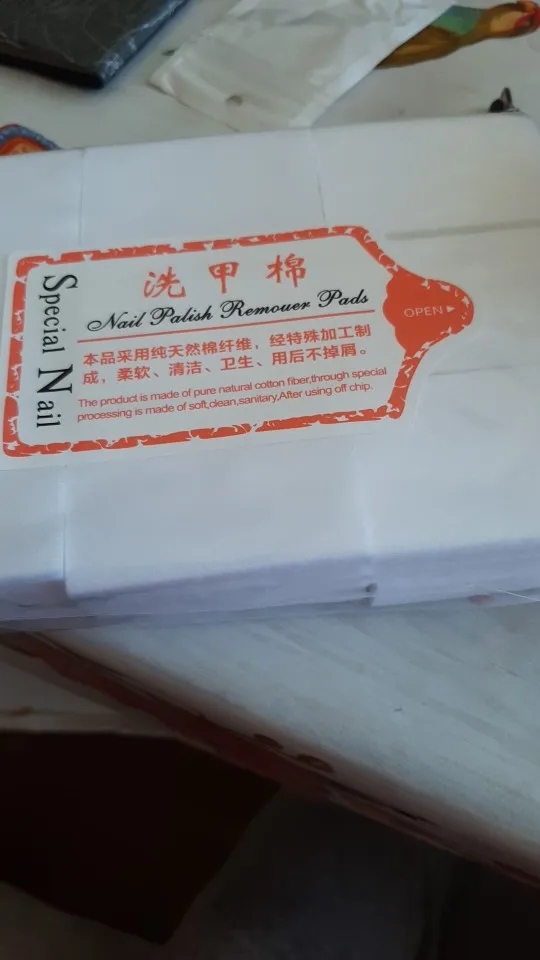 Special Nail
洗甲棉
Nail Palish Remouer Pads
本品采用纯天然棉纤维，经特殊加工制
成，柔软、清洁、卫生、用后不掉屑。
The product is made of pure natural cotton fiber,through special
processing is made of soft,clean,sanitary.After using off chip.
OPEN